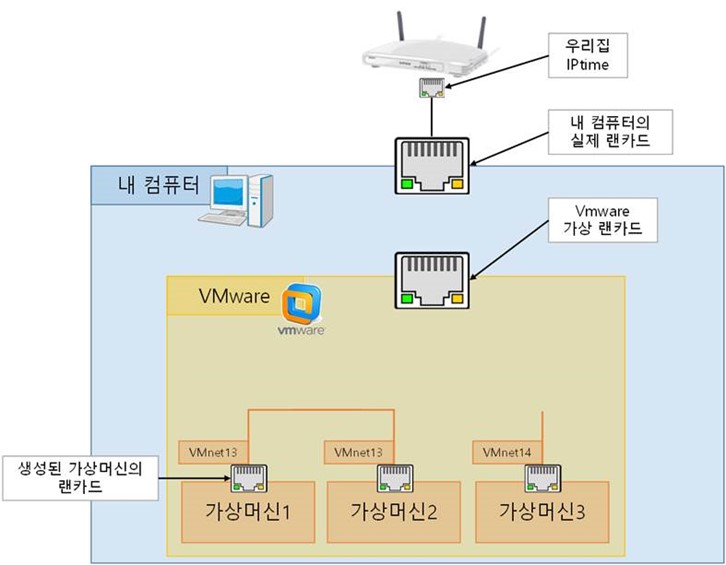 우리집
IPtime
내 컴퓨터의
실제 랜카드
내 컴퓨터
Vmware
가상 랜카드
VMware
vmware
VMnet13
VMnet13
VMnet14
생성된 가상머신의
랜카드
가상머신1
가상머신2
가상머신3